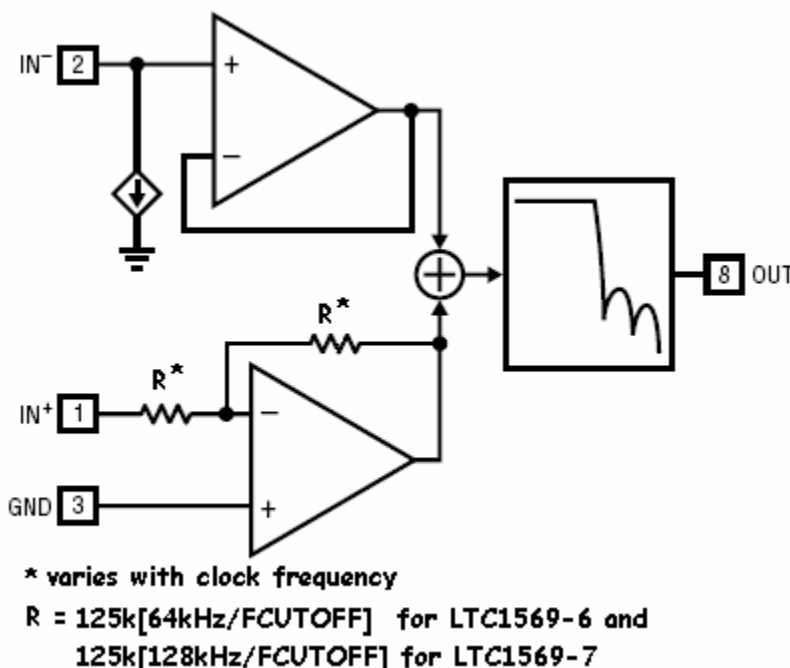 IN⁻ 2
+
−
R*
8 OUT
R*
IN⁺ 1
−
GND 3
+
* varies with clock frequency
R = 125k[64kHz/FCUTOFF] for LTC1569-6 and
125k[128kHz/FCUTOFF] for LTC1569-7